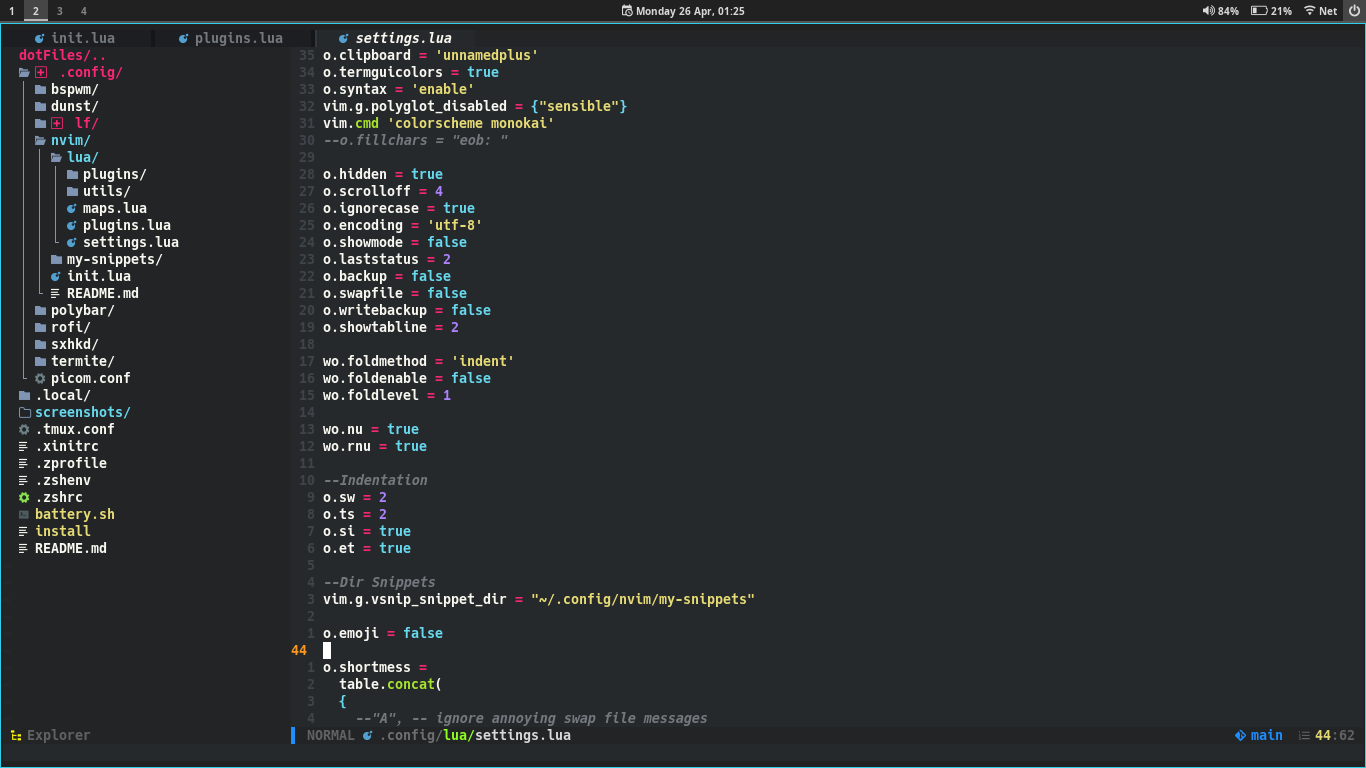 1 2 3 4 Monday 26 Apr, 01:25 84% 21% Net
init.lua plugins.lua settings.lua
dotFiles/..
.config/
bspwm/
dunst/
lf/
nvim/
lua/
plugins/
utils/
maps.lua
plugins.lua
settings.lua
my-snippets/
init.lua
README.md
polybar/
rofi/
sxhkd/
termite/
picom.conf
.local/
screenshots/
.tmux.conf
.xinitrc
.zprofile
.zshenv
.zshrc
battery.sh
install
README.md
35 o.clipboard = 'unnamedplus'
34 o.termguicolors = true
33 o.syntax = 'enable'
32 vim.g.polyglot_disabled = {"sensible"}
31 vim.cmd 'colorscheme monokai'
30 --o.fillchars = "eob: "
29
28 o.hidden = true
27 o.scrolloff = 4
26 o.ignorecase = true
25 o.encoding = 'utf-8'
24 o.showmode = false
23 o.laststatus = 2
22 o.backup = false
21 o.swapfile = false
20 o.writebackup = false
19 o.showtabline = 2
18
17 wo.foldmethod = 'indent'
16 wo.foldenable = false
15 wo.foldlevel = 1
14
13 wo.nu = true
12 wo.rnu = true
11
10 --Indentation
9 o.sw = 2
8 o.ts = 2
7 o.si = true
6 o.et = true
5
4 --Dir Snippets
3 vim.g.vsnip_snippet_dir = "~/.config/nvim/my-snippets"
2
1 o.emoji = false
44
1 o.shortmess =
2 table.concat(
3 {
4 --"A", -- ignore annoying swap file messages
Explorer NORMAL .config/lua/settings.lua main 44:62